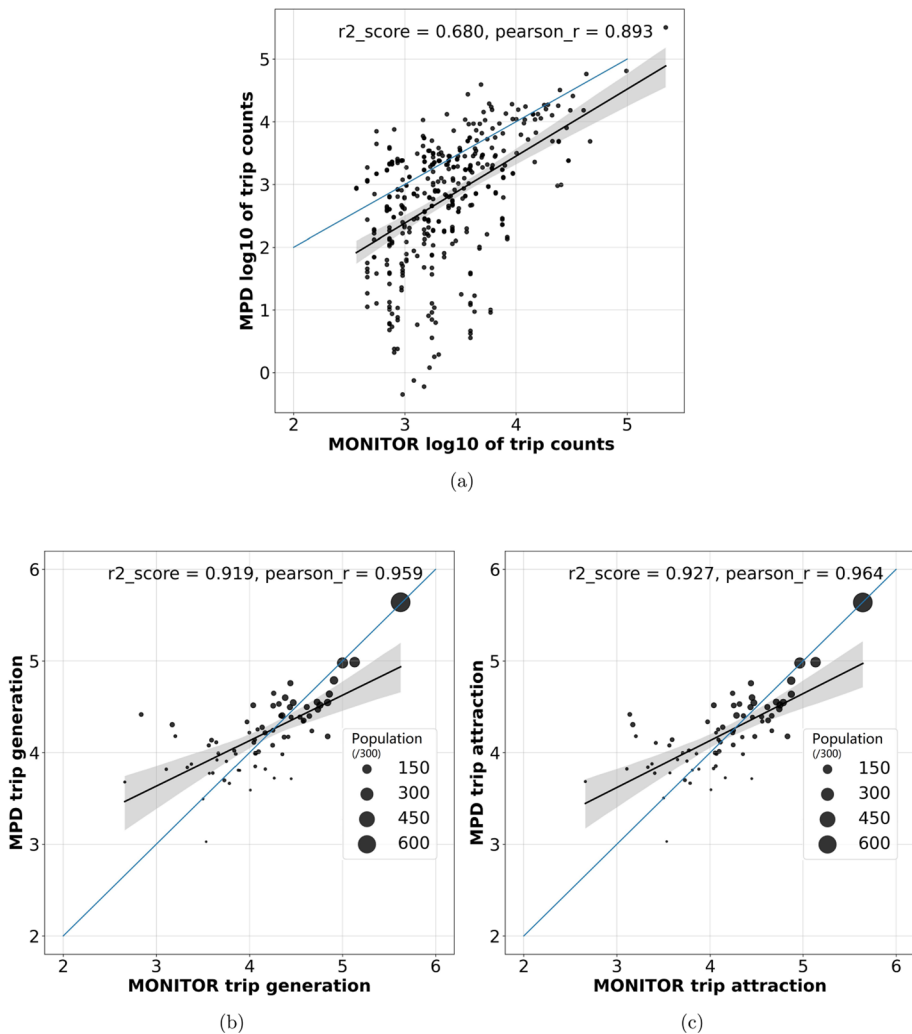 r2_score = 0.680, pearson_r = 0.893
5
4
3
2
1
0
MPD log10 of trip counts
2 3 4 5
MONITOR log10 of trip counts
(a)
r2_score = 0.919, pearson_r = 0.959
6
5
4
3
2
MPD trip generation
Population
(/300)
150
300
450
600
2 3 4 5 6
MONITOR trip generation
(b)
r2_score = 0.927, pearson_r = 0.964
6
5
4
3
2
MPD trip attraction
Population
(/300)
150
300
450
600
2 3 4 5 6
MONITOR trip attraction
(c)